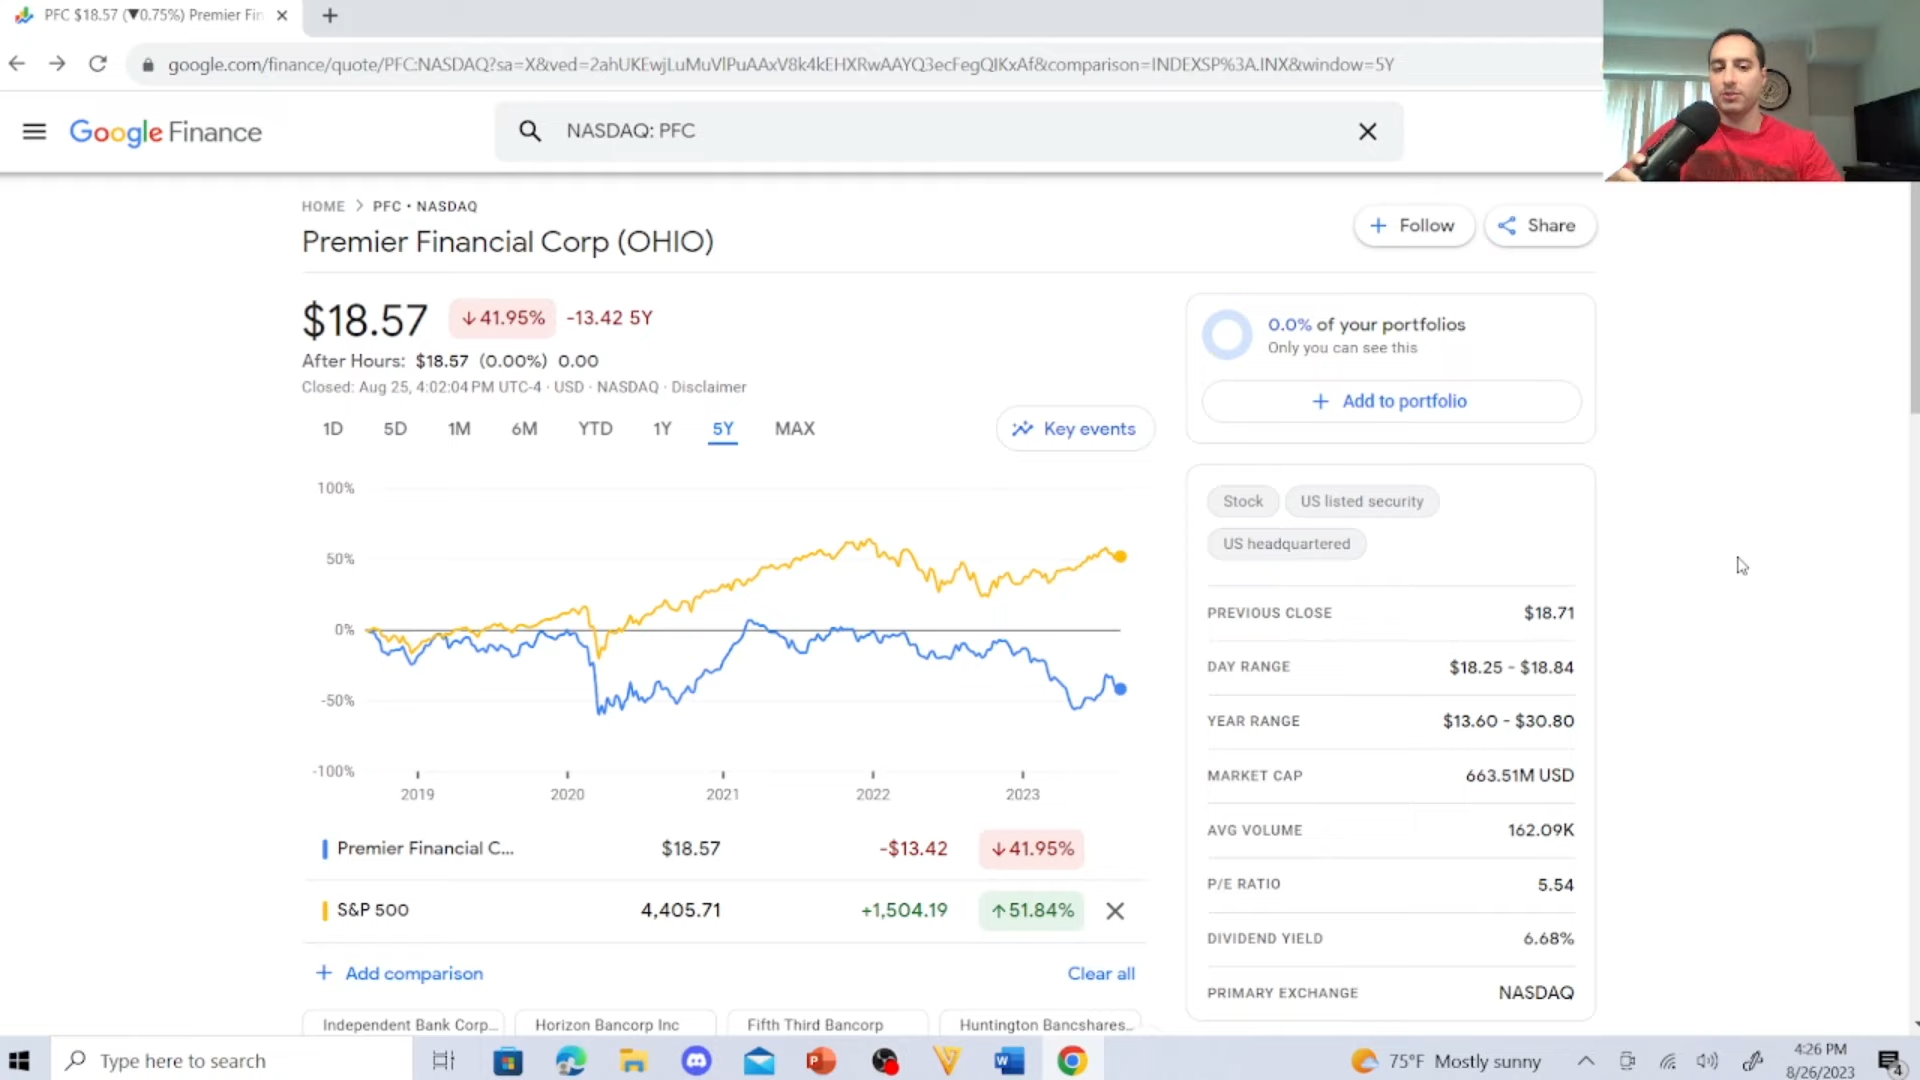 PFC $18.57 (▼0.75%) Premier Fin
google.com/finance/quote/PFC:NASDAQ?sa=X&ved=2ahUKEwjLuMuVlPuAAxV8k4kEHXRwAAYQ3ecFegQIKxAf&comparison=INDEXSP%3A.INX&window=5Y
Google Finance
NASDAQ: PFC
HOME > PFC • NASDAQ
Premier Financial Corp (OHIO)
+ Follow
Share
$18.57 ↓41.95% -13.42 5Y
After Hours: $18.57 (0.00%) 0.00
Closed: Aug 25, 4:02:04 PM UTC-4 · USD · NASDAQ · Disclaimer
1D 5D 1M 6M YTD 1Y 5Y MAX
Key events
100%
50%
0%
-50%
-100%
2019 2020 2021 2022 2023
Premier Financial C... $18.57 -$13.42 ↓41.95%
S&P 500 4,405.71 +1,504.19 ↑51.84%
+ Add comparison
Clear all
Independent Bank Corp... Horizon Bancorp Inc Fifth Third Bancorp Huntington Bancshares...
0.0% of your portfolios
Only you can see this
+ Add to portfolio
Stock US listed security
US headquartered
PREVIOUS CLOSE $18.71
DAY RANGE $18.25 - $18.84
YEAR RANGE $13.60 - $30.80
MARKET CAP 663.51M USD
AVG VOLUME 162.09K
P/E RATIO 5.54
DIVIDEND YIELD 6.68%
PRIMARY EXCHANGE NASDAQ
Type here to search
75°F Mostly sunny
4:26 PM
8/26/2023
4